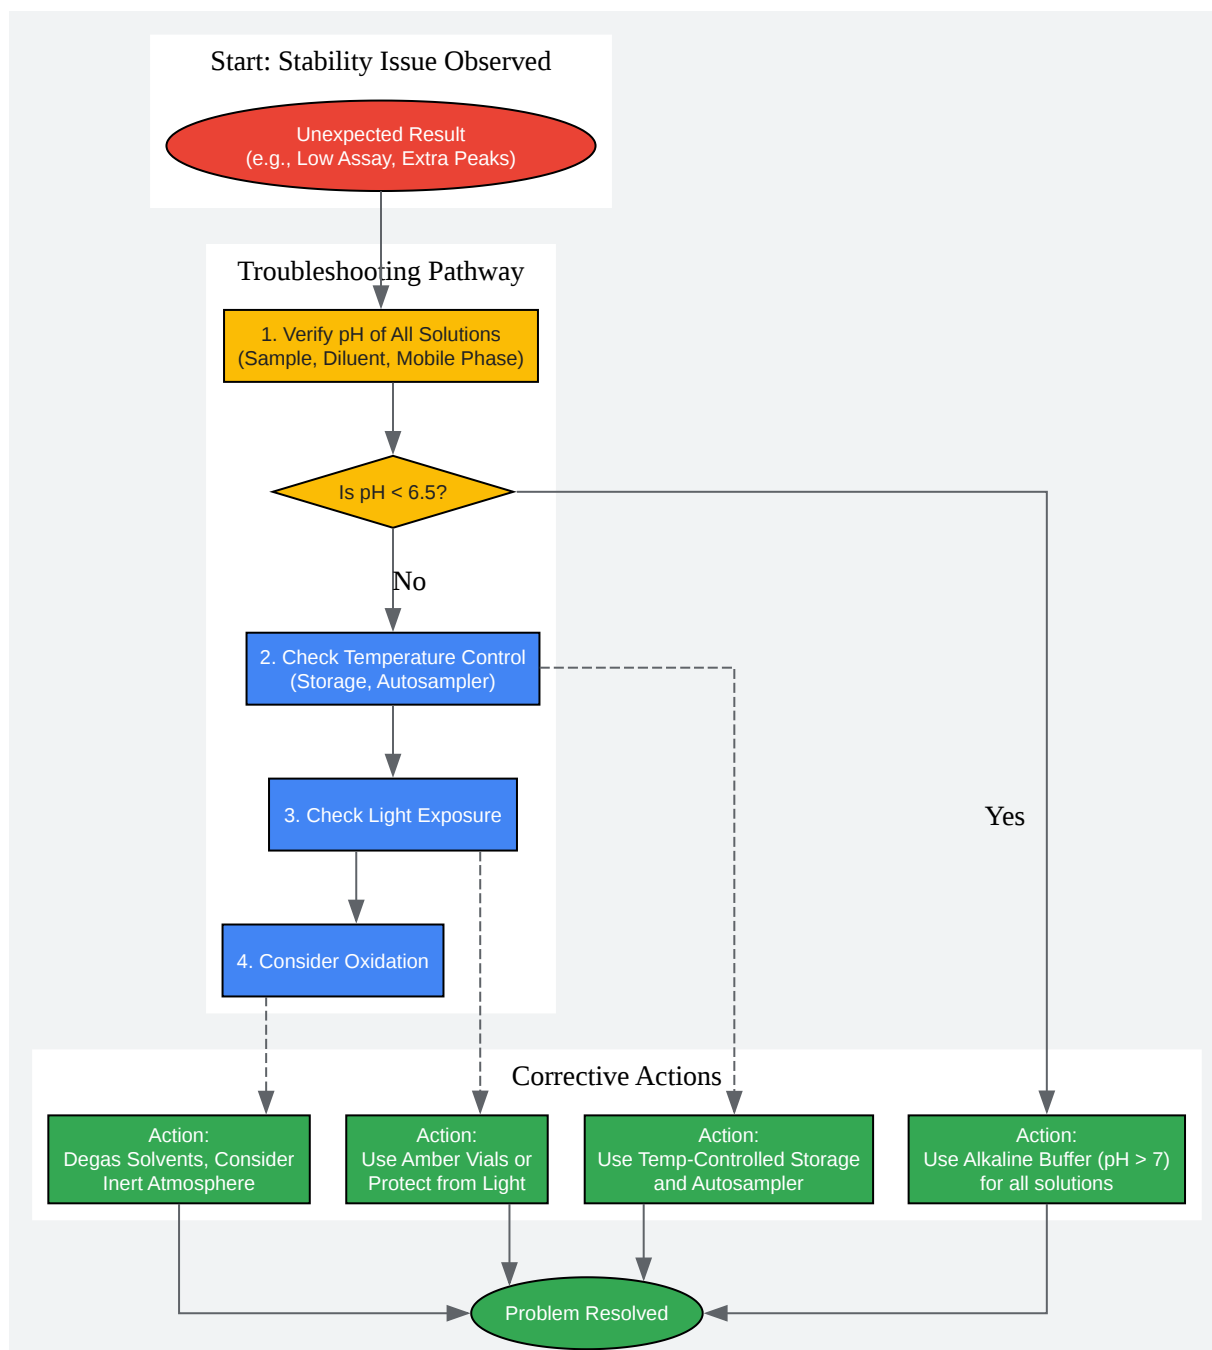 Start: Stability Issue Observed
Unexpected Result
(e.g., Low Assay, Extra Peaks)
Troubleshooting Pathway
1. Verify pH of All Solutions
(Sample, Diluent, Mobile Phase)
Is pH < 6.5?
No
2. Check Temperature Control
(Storage, Autosampler)
3. Check Light Exposure
Yes
4. Consider Oxidation
Corrective Actions
Action:
Degas Solvents, Consider
Inert Atmosphere
Action:
Use Amber Vials or
Protect from Light
Action:
Use Temp-Controlled Storage
and Autosampler
Action:
Use Alkaline Buffer (pH > 7)
for all solutions
Problem Resolved